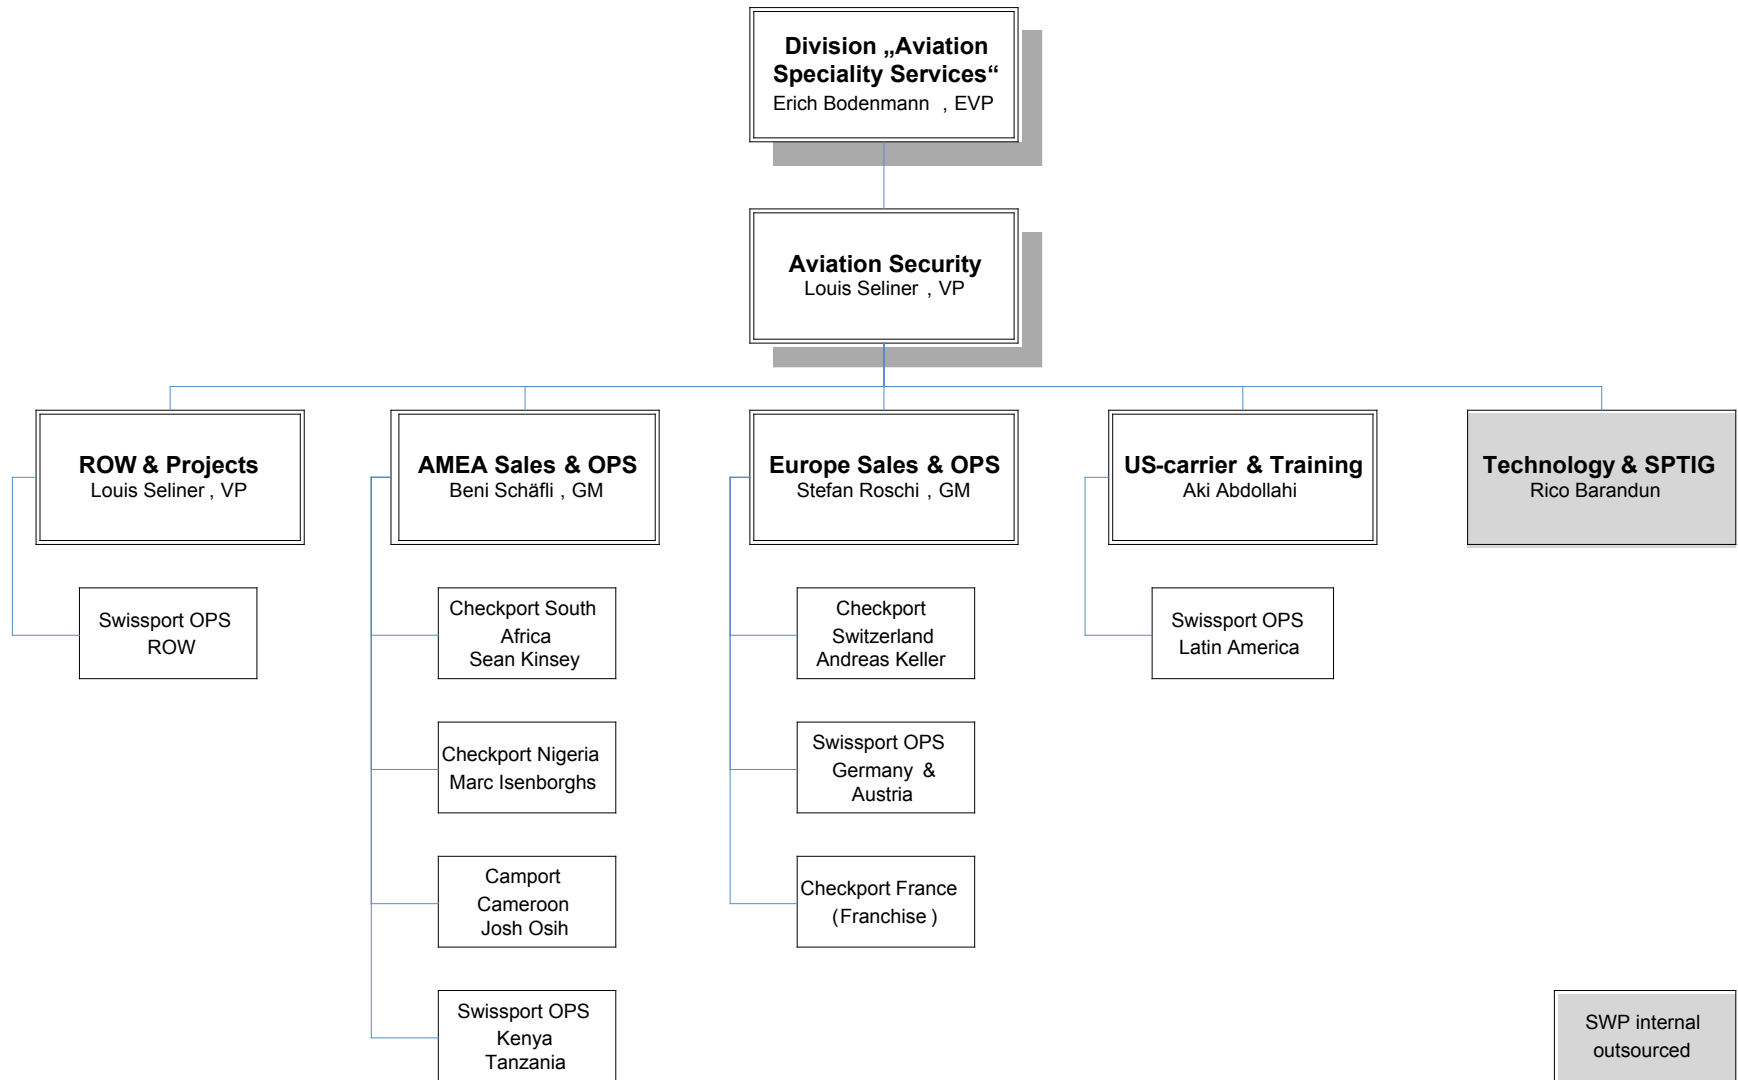 Division „Aviation
Speciality Services“
Erich Bodenmann , EVP
Aviation Security
Louis Seliner , VP
ROW & Projects
Louis Seliner , VP
AMEA Sales & OPS
Beni Schäfli , GM
Europe Sales & OPS
Stefan Roschi , GM
US-carrier & Training
Aki Abdollahi
Technology & SPTIG
Rico Barandun
Swissport OPS
ROW
Checkport South
Africa
Sean Kinsey
Checkport
Switzerland
Andreas Keller
Swissport OPS
Latin America
Checkport Nigeria
Marc Isenborghs
Swissport OPS
Germany &
Austria
Camport
Cameroon
Josh Osih
Checkport France
(Franchise )
Swissport OPS
Kenya
Tanzania
SWP internal
outsourced